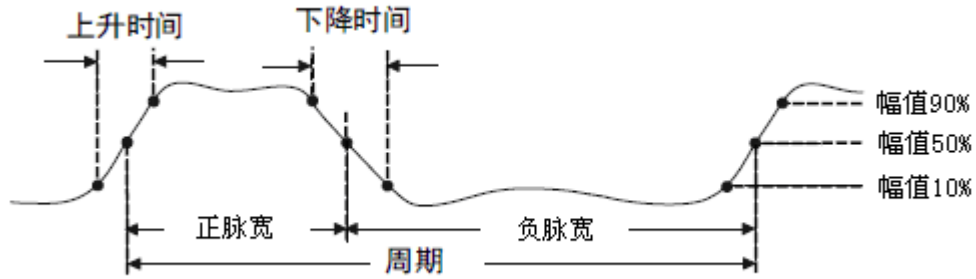 上升时间
下降时间
幅值90%
幅值50%
幅值10%
正脉宽
负脉宽
周期